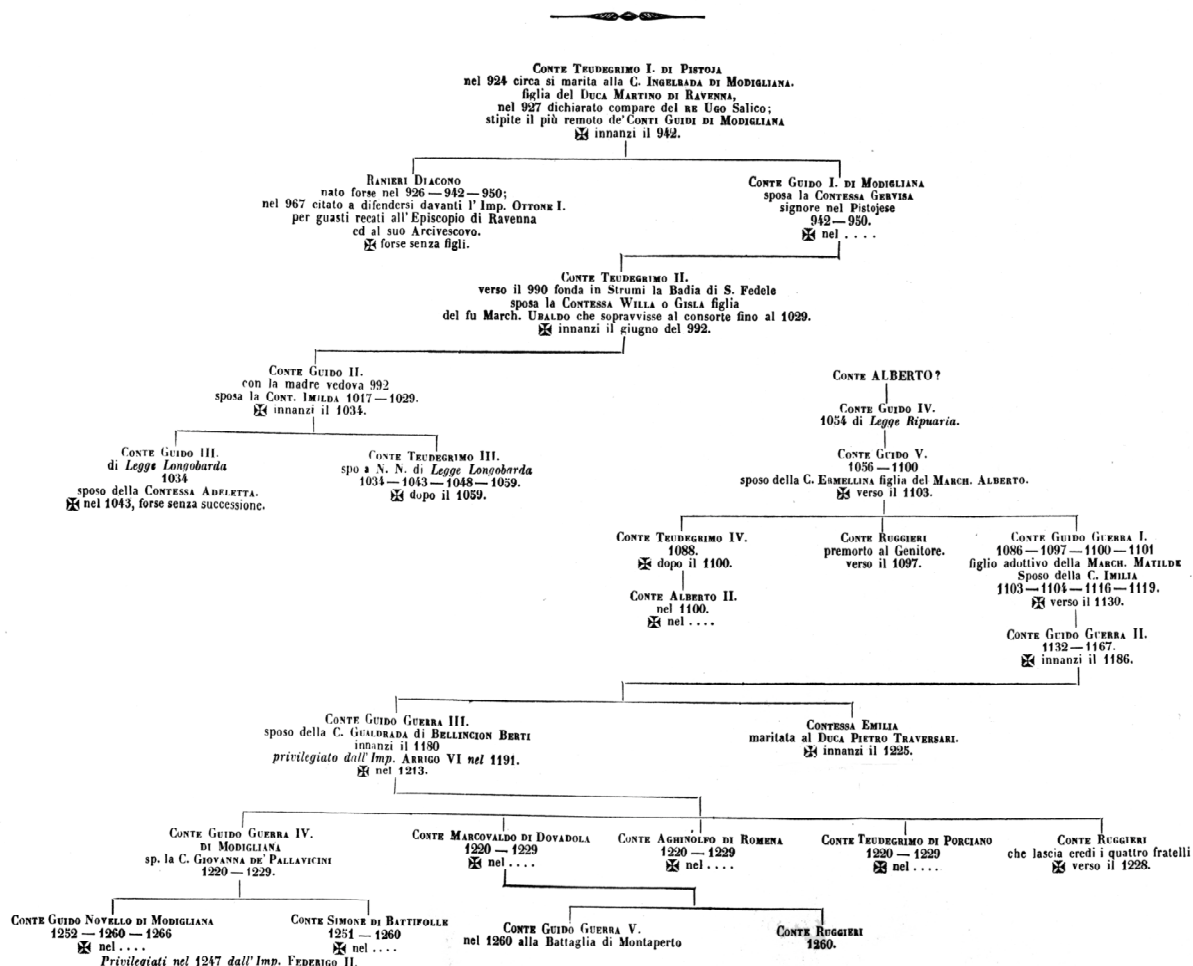 Conte Teudegrimo I. di Pistoja
nel 924 circa si marita alla C. Ingelrada di Modigliana.
figlia del Duca Martino di Ravenna,
nel 927 dichiarato compare del re Ugo Salico;
stipite il più remoto de' Conti Guidi di Modigliana
✠ innanzi il 942.
Ranieri Diacono
nato forse nel 926 — 942 — 950;
nel 967 citato a difendersi davanti l' Imp. Ottone I.
per guasti recati all' Episcopio di Ravenna
ed al suo Arcivescovo.
✠ forse senza figli.
Conte Guido I. di Modigliana
sposa la Contessa Gervisa
signore nel Pistojese
942—950.
✠ nel . . . .
Conte Teudegrimo II.
verso il 990 fonda in Strumi la Badia di S. Fedele
sposa la Contessa Willa o Gisla figlia
del fu March. Ubaldo che sopravvisse al consorte fino al 1029.
✠ innanzi il giugno del 992.
Conte Guido II.
con la madre vedova 992
sposa la Cont. Imilda 1017—1029.
✠ innanzi il 1034.
Conte ALBERTO?
Conte Guido IV.
1054 di Legge Ripuaria.
Conte Guido III.
di Legge Longobarda
1034
sposo della Contessa Adeletta.
✠ nel 1043, forse senza successione.
Conte Teudegrimo III.
spo a N. N. di Legge Longobarda
1034—1043—1048—1059.
✠ dopo il 1059.
Conte Guido V.
1056 — 1100
sposo della C. Ermellina figlia del March. Alberto.
✠ verso il 1103.
Conte Teudegrimo IV.
1088.
✠ dopo il 1100.
Conte Ruggieri
premorto al Genitore.
verso il 1097.
Conte Guido Guerra I.
1086 — 1097 — 1100 — 1101
figlio adottivo della March. Matilde
Sposo della C. Imilia
1103—1104—1116—1119.
✠ verso il 1130.
Conte Alberto II.
nel 1100.
✠ nel . . . .
Conte Guido Guerra II.
1132—1167.
✠ innanzi il 1186.
Conte Guido Guerra III.
sposo della C. Gualdrada di Bellincion Berti
innanzi il 1180
privilegiato dall' Imp. Arrigo VI nel 1191.
✠ nel 1213.
Contessa Emilia
maritata al Duca Pietro Traversari.
✠ innanzi il 1225.
Conte Guido Guerra IV.
di Modigliana
sp. la C. Giovanna de' Pallavicini
1220 — 1229.
Conte Marcovaldo di Dovadola
1220 — 1229
✠ nel . . . .
Conte Aghinolfo di Romena
1220 — 1229
✠ nel . . . .
Conte Teudegrimo di Porciano
1220 — 1229
✠ nel . . . .
Conte Ruggieri
che lascia eredi i quattro fratelli
✠ verso il 1228.
Conte Guido Novello di Modigliana
1252 — 1260 — 1266
✠ nel . . . .
Conte Simone di Battifolle
1251 — 1260
✠ nel . . . .
Privilegiati nel 1247 dall' Imp. Federigo II.
Conte Guido Guerra V.
nel 1260 alla Battaglia di Montaperto
Conte Ruggieri
1260.